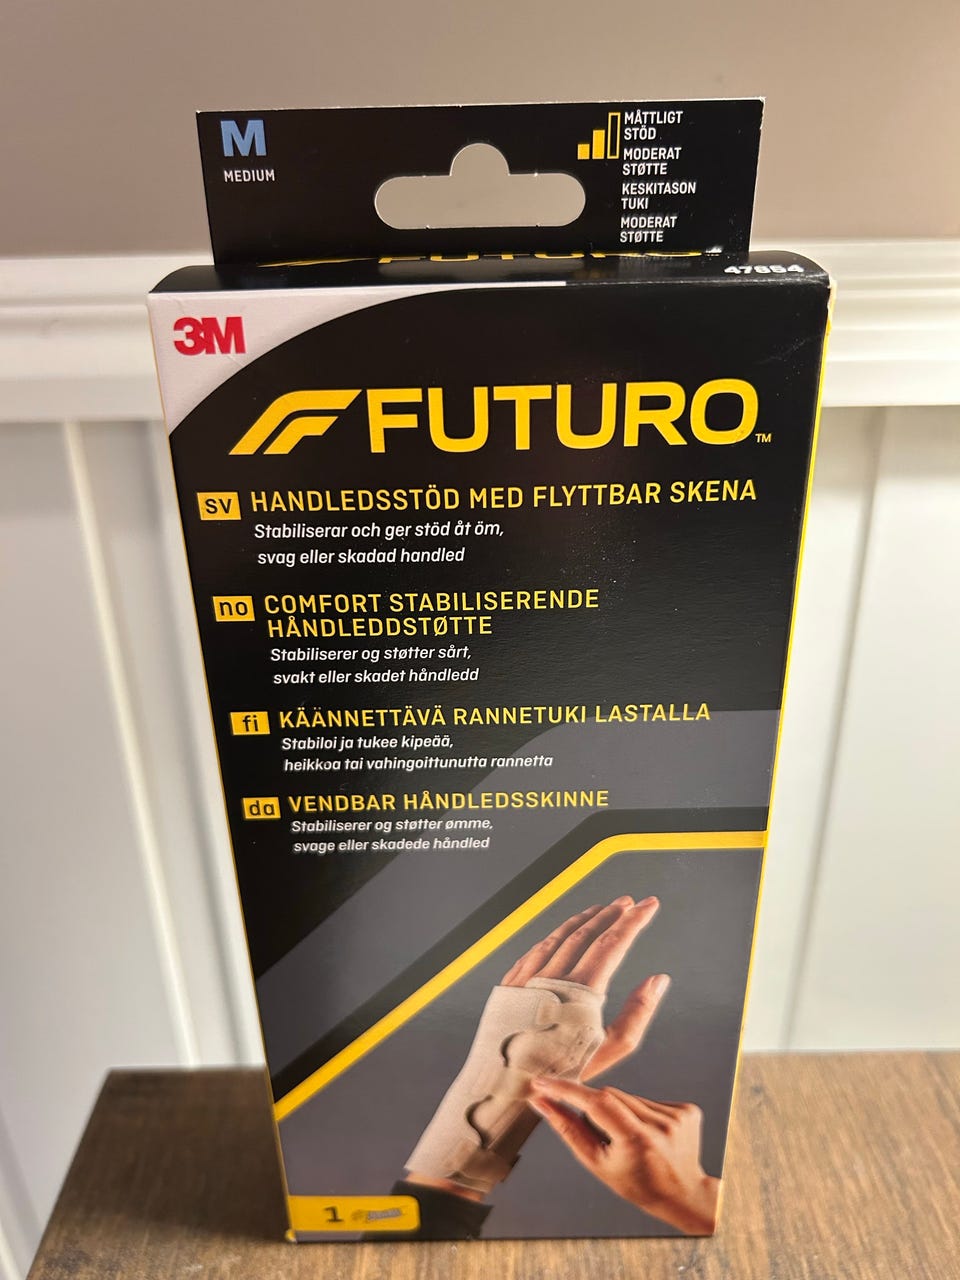 M
MEDIUM
MÅTTLIGT
STÖD
MODERAT
STØTTE
KESKITASON
TUKI
MODERAT
STØTTE
FUTURO
47854
3M
FUTURO™
sv HANDLEDSSTÖD MED FLYTTBAR SKENA
Stabiliserar och ger stöd åt öm,
svag eller skadad handled
no COMFORT STABILISERENDE
HÅNDLEDDSTØTTE
Stabiliserer og støtter sårt,
svakt eller skadet håndledd
fi KÄÄNNETTÄVÄ RANNETUKI LASTALLA
Stabiloi ja tukee kipeää,
heikkoa tai vahingoittunutta rannetta
da VENDBAR HÅNDLEDSSKINNE
Stabiliserer og støtter ømme,
svage eller skadede håndled
1